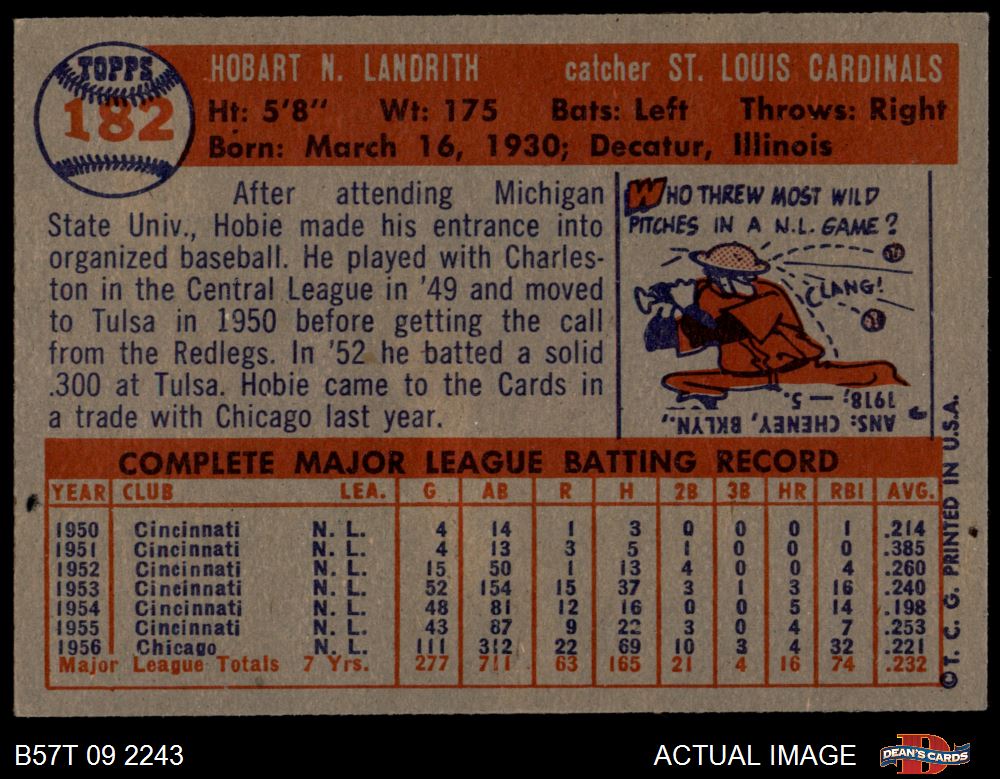 TOPPS
182
HOBART N. LANDRITH catcher ST. LOUIS CARDINALS
Ht: 5'8" Wt: 175 Bats: Left Throws: Right
Born: March 16, 1930; Decatur, Illinois
After attending Michigan
State Univ., Hobie made his entrance into
organized baseball. He played with Charles-
ton in the Central League in '49 and moved
to Tulsa in 1950 before getting the call
from the Redlegs. In '52 he batted a solid
.300 at Tulsa. Hobie came to the Cards in
a trade with Chicago last year.
WHO THREW MOST WILD
PITCHES IN A N.L. GAME?
CLANG!
ANS: CHENEY, BKLYN.,
1918; — 5.
COMPLETE MAJOR LEAGUE BATTING RECORD
YEAR CLUB LEA. G AB R H 2B 3B HR RBI AVG.
1950 Cincinnati N. L. 4 14 1 3 0 0 0 1 .214
1951 Cincinnati N. L. 4 13 3 5 1 0 0 0 .385
1952 Cincinnati N. L. 15 50 1 13 4 0 0 4 .260
1953 Cincinnati N. L. 52 154 15 37 3 1 3 16 .240
1954 Cincinnati N. L. 48 81 12 16 0 0 5 14 .198
1955 Cincinnati N. L. 43 87 9 22 3 0 4 7 .253
1956 Chicago N. L. 111 312 22 69 10 3 4 32 .221
Major League Totals 7 Yrs. 277 711 63 165 21 4 16 74 .232
©T. C. G. PRINTED IN U.S.A.
B57T 09 2243
ACTUAL IMAGE
DEAN'S CARDS